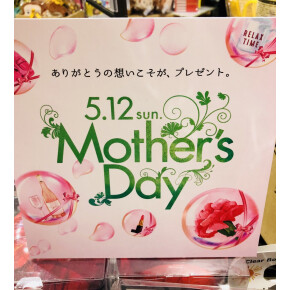 RELAX
TIME
ありがとうの想いこそが、プレゼント。
5.12 sun.
Mother's
Day